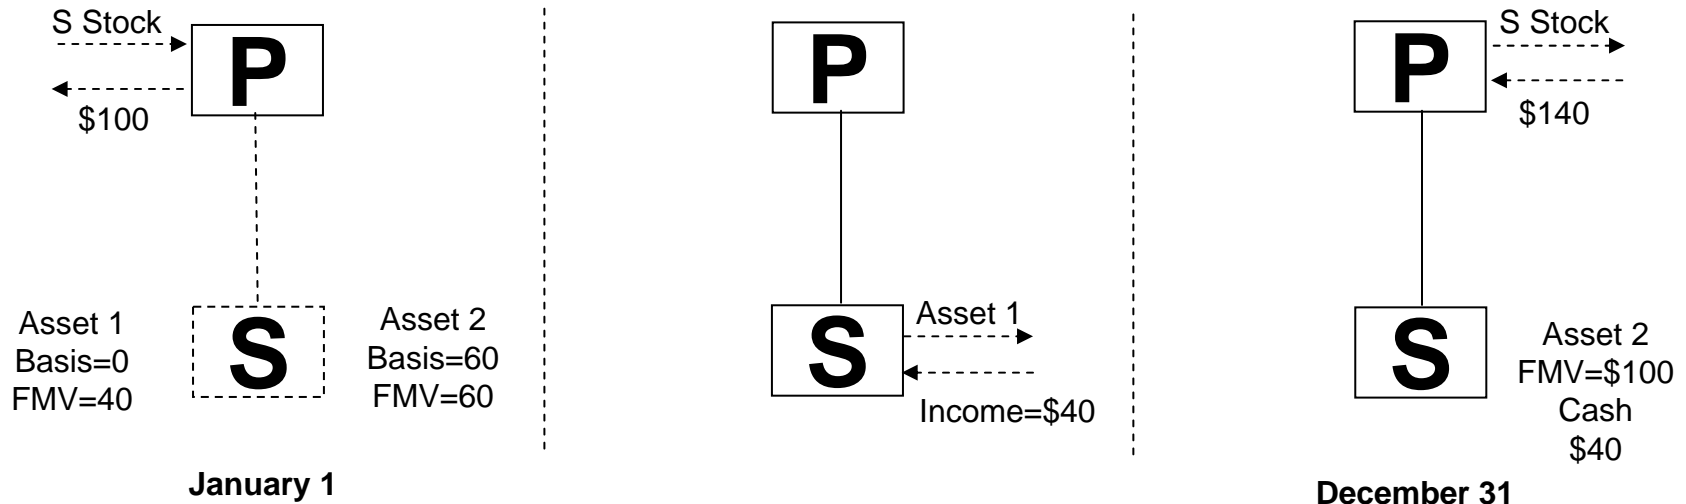 S Stock
P
$100
Asset 1
Basis=0
FMV=40
S
Asset 2
Basis=60
FMV=60
January 1
P
S
Asset 1
Income=$40
P
S Stock
$140
S
Asset 2
FMV=$100
Cash
$40
December 31